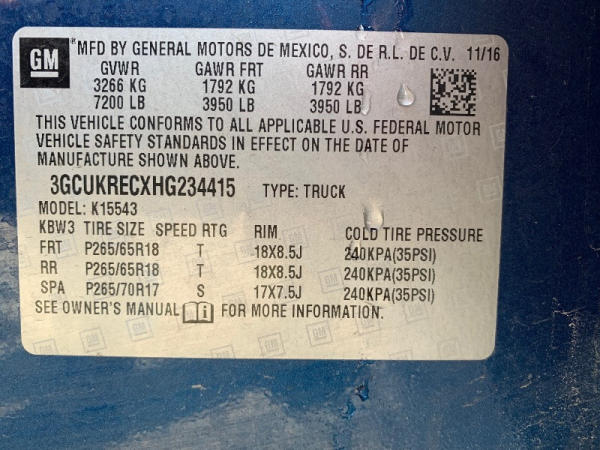 GM ® MFD BY GENERAL MOTORS DE MEXICO, S. DE R.L. DE C.V. 11/16
GVWR GAWR FRT GAWR RR
3266 KG 1792 KG 1792 KG
7200 LB 3950 LB 3950 LB
THIS VEHICLE CONFORMS TO ALL APPLICABLE U.S. FEDERAL MOTOR
VEHICLE SAFETY STANDARDS IN EFFECT ON THE DATE OF
MANUFACTURE SHOWN ABOVE.
3GCUKRECXHG234415 TYPE: TRUCK
MODEL: K15543
KBW3 TIRE SIZE SPEED RTG RIM COLD TIRE PRESSURE
FRT P265/65R18 T 18X8.5J 240KPA(35PSI)
RR P265/65R18 T 18X8.5J 240KPA(35PSI)
SPA P265/70R17 S 17X7.5J 240KPA(35PSI)
SEE OWNER'S MANUAL FOR MORE INFORMATION.